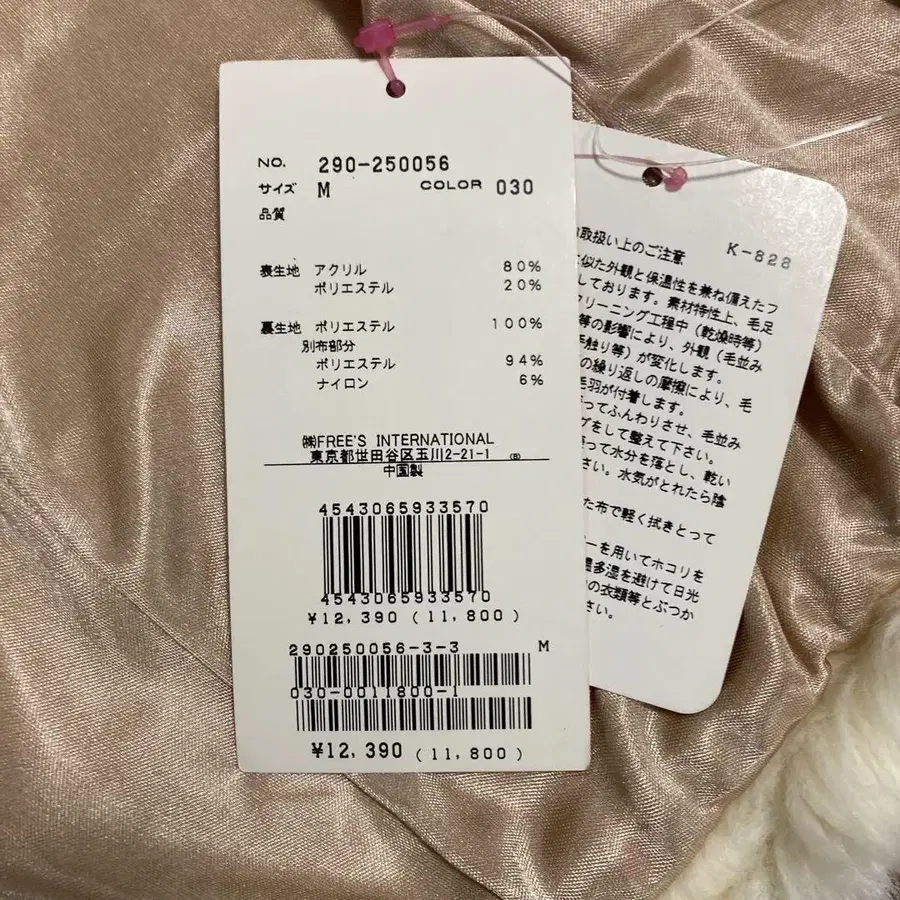 NO. 290-250056
サイズ M COLOR 030
品質
表生地 アクリル 80%
ポリエステル 20%
裏生地 ポリエステル 100%
別布部分
ポリエステル 94%
ナイロン 6%
㈱FREE'S INTERNATIONAL
東京都世田谷区玉川2-21-1 (B)
中国製
4543065933570
4543065933570
¥12,390 (11,800)
290250056-3-3 M
030-0011800-1
¥12,390 (11,800)
取扱い上のご注意 K-828
似た外観と保温性を兼ね備えたフ
しております。素材特性上、毛足
クリーニング工程中(乾燥時等)
等の影響により、外観(毛並み
手触り等)が変化します。
の繰り返しの摩擦により、毛
毛羽が付着します。
ってふんわりさせ、毛並み
グをして整えて下さい。
って水分を落とし、乾い
さい。水気がとれたら陰
た布で軽く拭きとって
ーを用いてホコリを
温多湿を避けて日光
の衣類等とぶつか
さい。